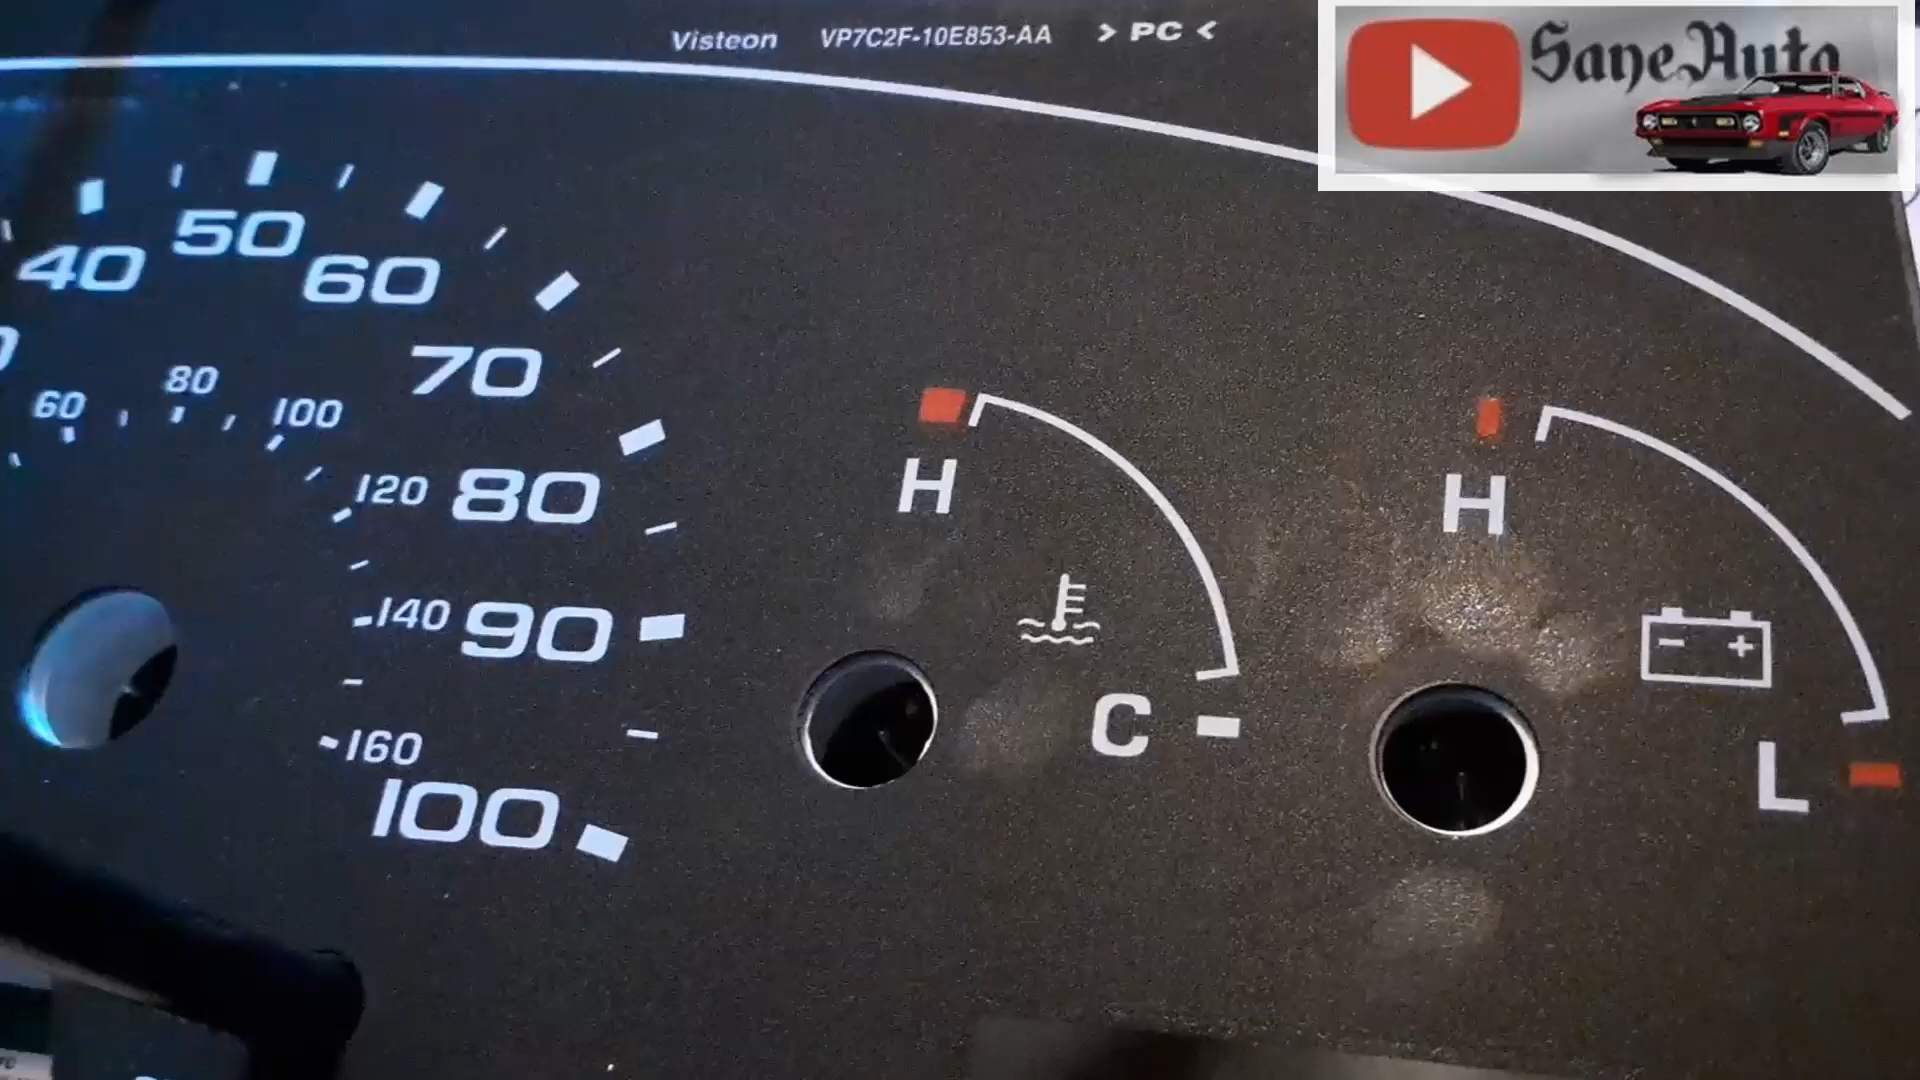 Visteon VP7C2F-10E853-AA > PC <
SaneAuto
40 50 60 70 80 90 100
60 80 100 120 140 160
H
C
H
- +
L